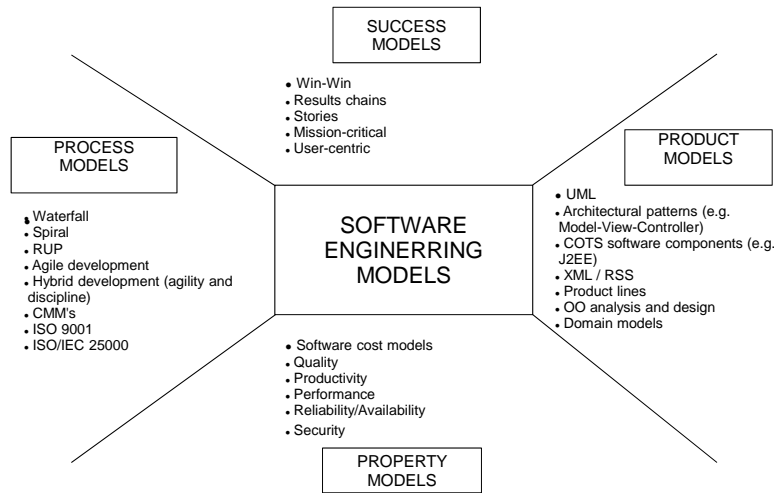 SUCCESS
MODELS
• Win-Win
• Results chains
• Stories
• Mission-critical
• User-centric
PROCESS
MODELS
• Waterfall
• Spiral
• RUP
• Agile development
• Hybrid development (agility and
discipline)
• CMM's
• ISO 9001
• ISO/IEC 25000
SOFTWARE
ENGINERRING
MODELS
PRODUCT
MODELS
• UML
• Architectural patterns (e.g.
Model-View-Controller)
• COTS software components (e.g.
J2EE)
• XML / RSS
• Product lines
• OO analysis and design
• Domain models
• Software cost models
• Quality
• Productivity
• Performance
• Reliability/Availability
• Security
PROPERTY
MODELS